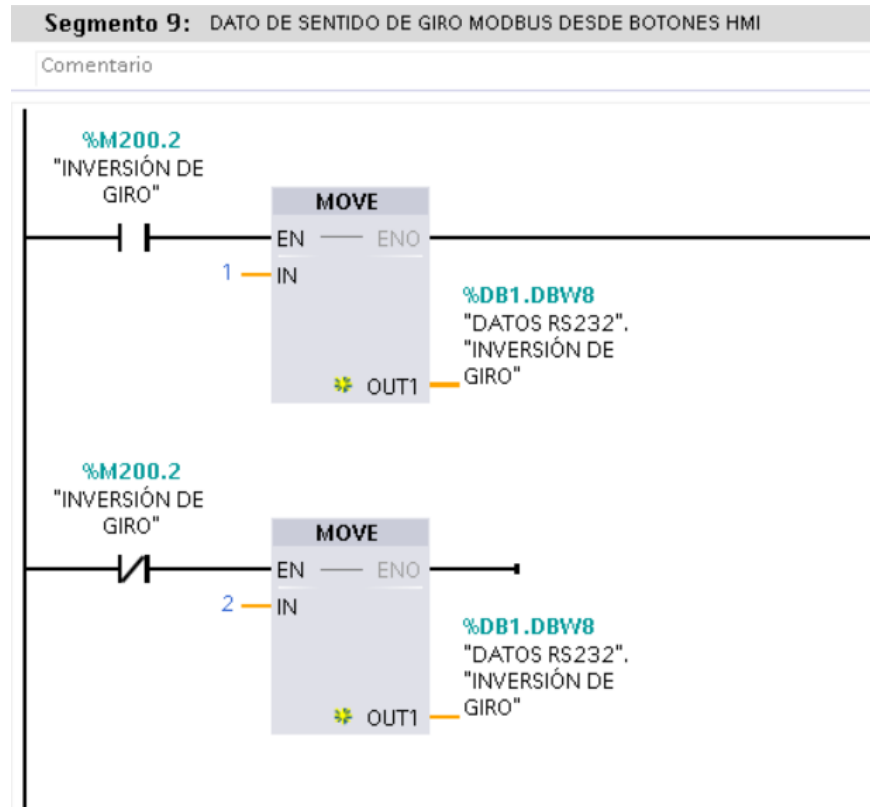 Segmento 9: DATO DE SENTIDO DE GIRO MODBUS DESDE BOTONES HMI
Comentario
%M200.2
"INVERSIÓN DE
GIRO"
MOVE
EN ENO
1 IN
%DB1.DBW8
"DATOS RS232".
"INVERSIÓN DE
GIRO"
OUT1
%M200.2
"INVERSIÓN DE
GIRO"
MOVE
EN ENO
2 IN
%DB1.DBW8
"DATOS RS232".
"INVERSIÓN DE
GIRO"
OUT1